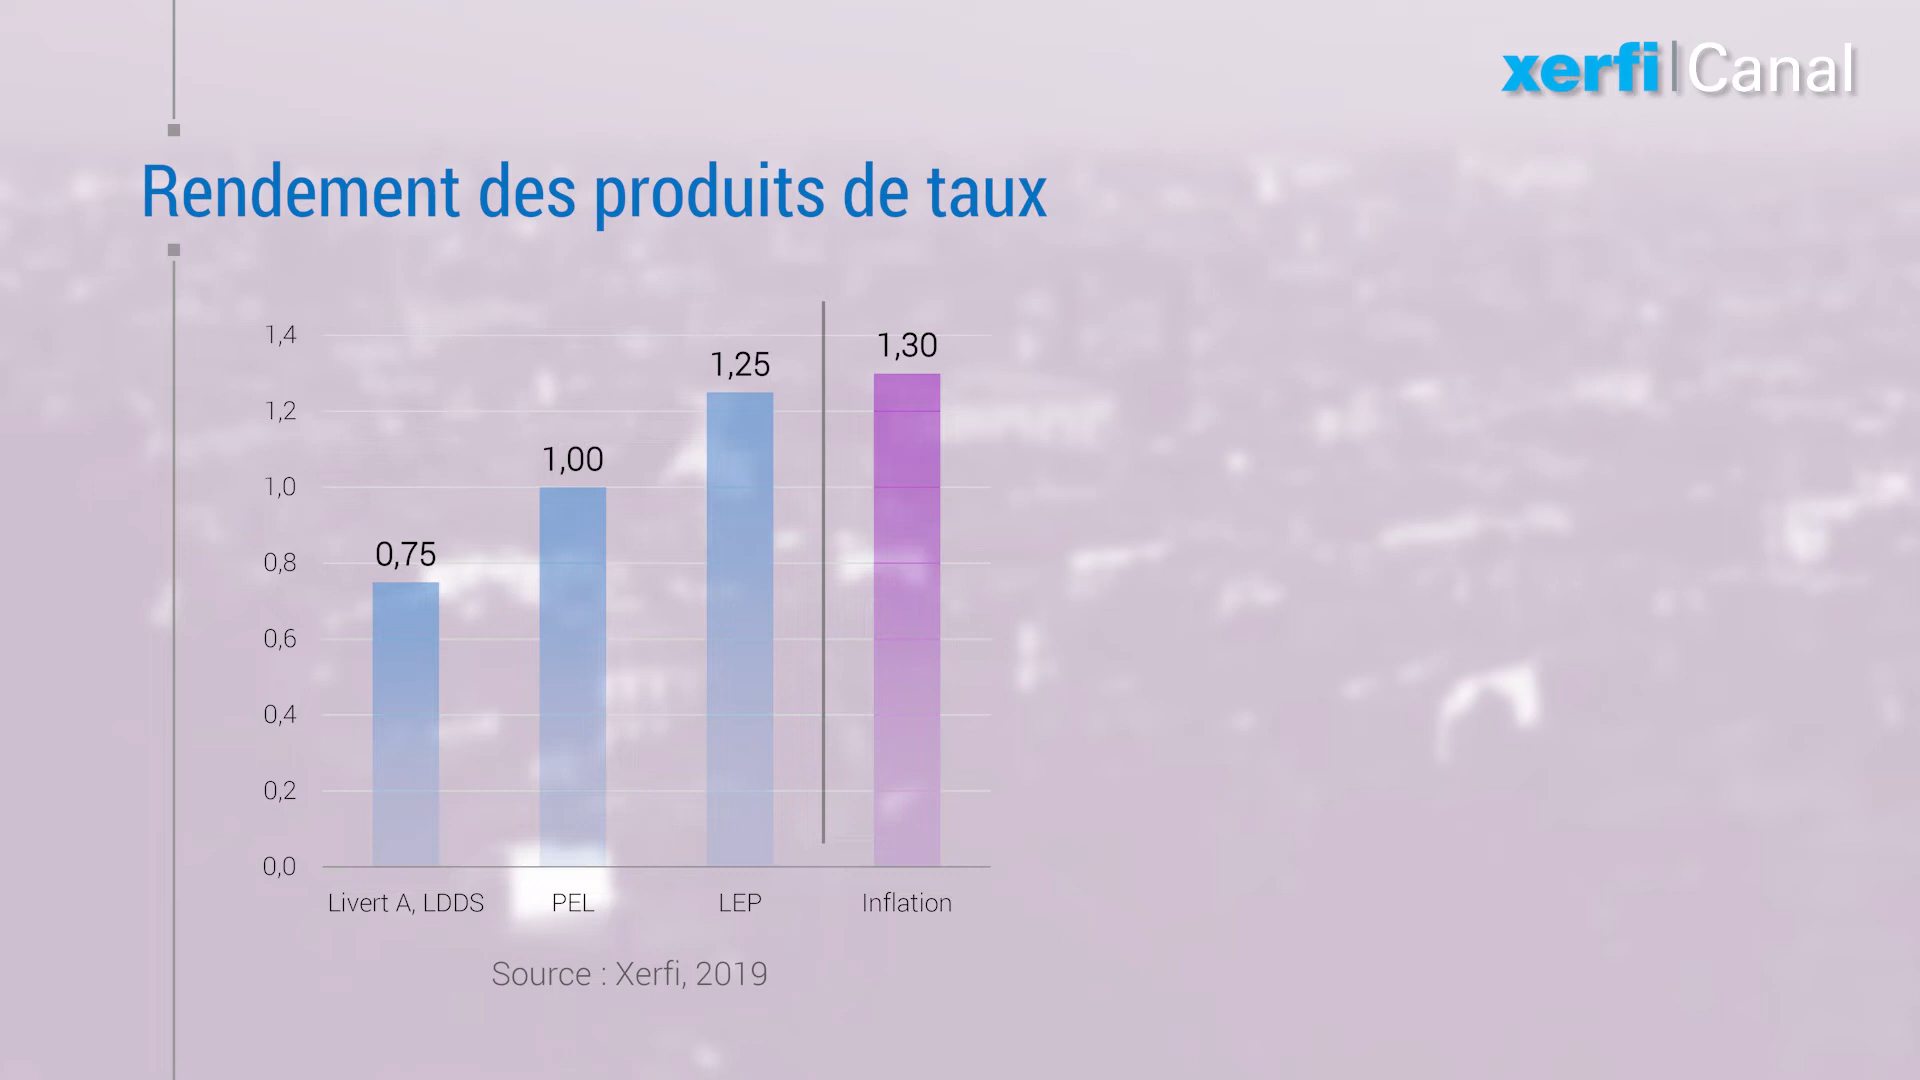 xerfi Canal
Rendement des produits de taux
1,4
1,2
1,0
0,8
0,6
0,4
0,2
0,0
0,75
1,00
1,25
1,30
Livert A, LDDS
PEL
LEP
Inflation
Source : Xerfi, 2019